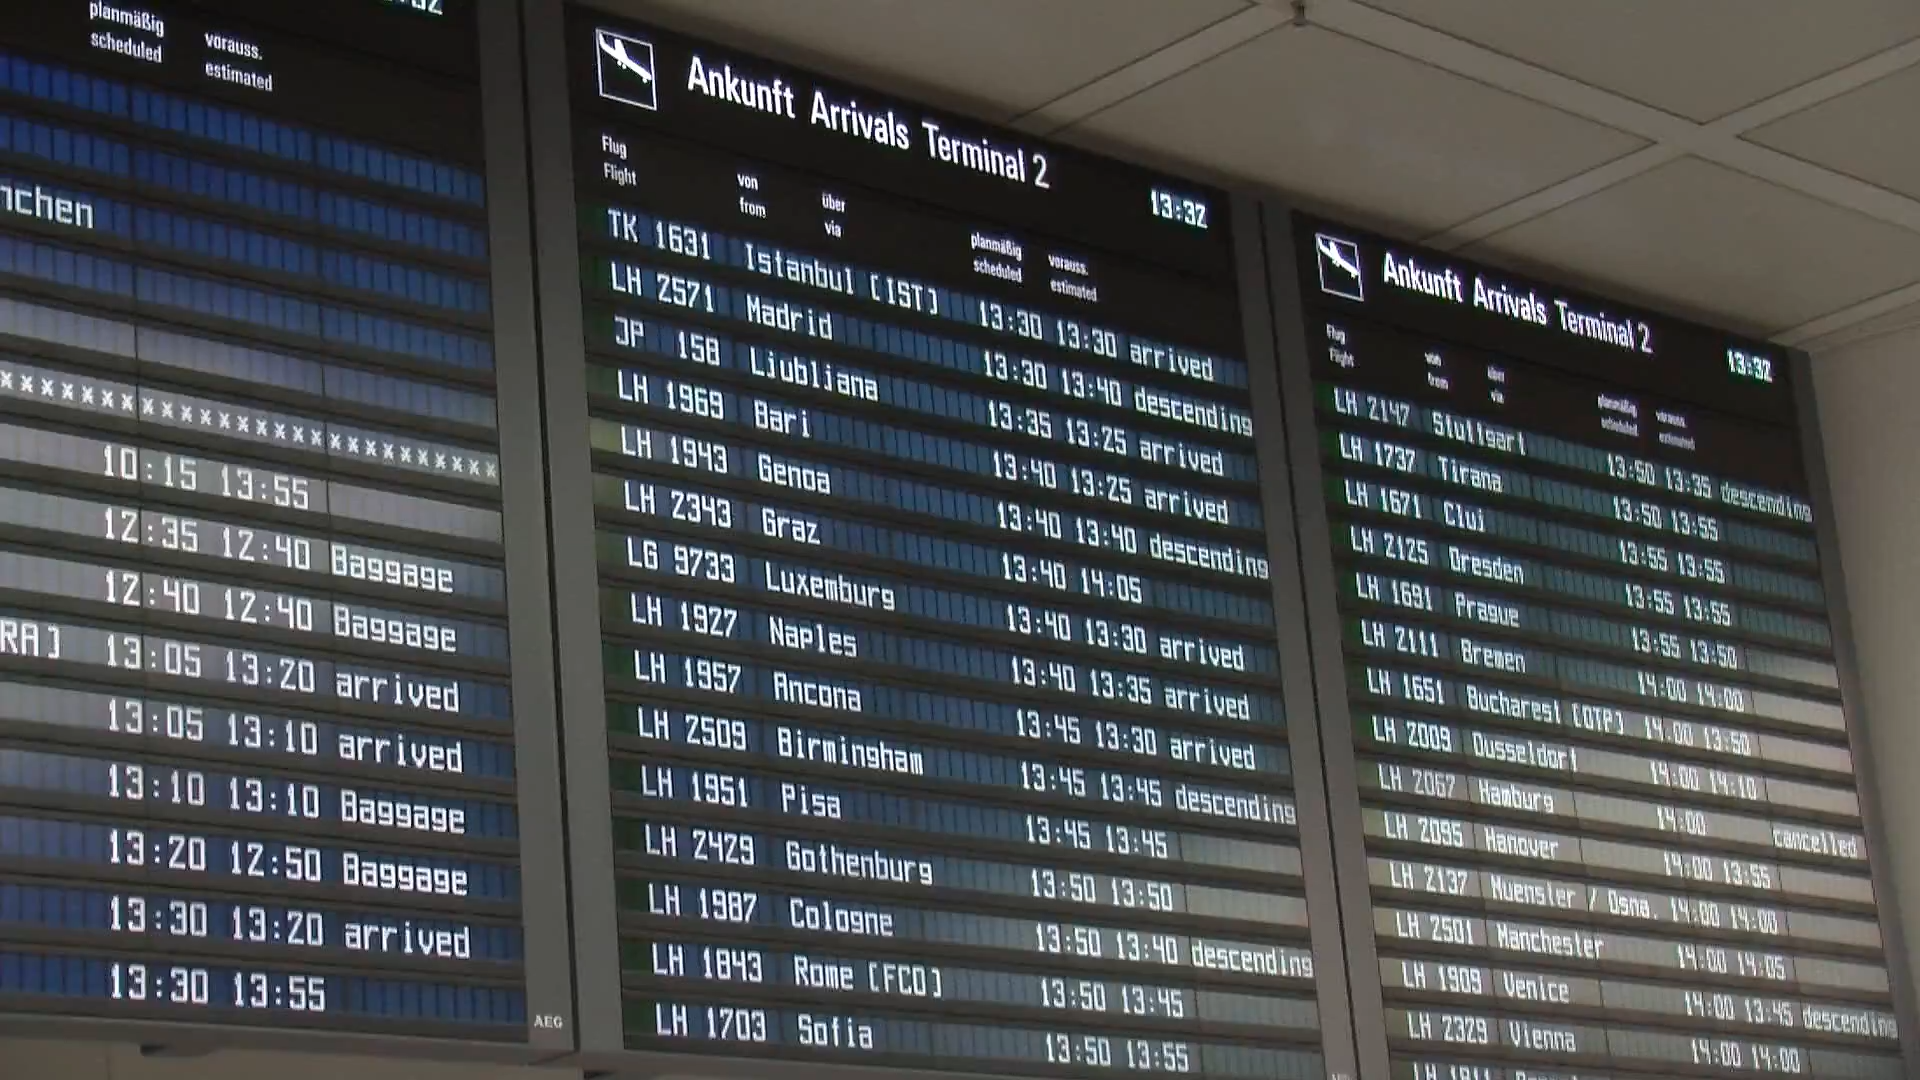 planmäßig vorauss.
scheduled estimated
nchen
xxxxxxxxxxxxxxxxxxxxxxxxx
10:15 13:55
12:35 12:40 Baggage
12:40 12:40 Baggage
RA] 13:05 13:20 arrived
13:05 13:10 arrived
13:10 13:10 Baggage
13:20 12:50 Baggage
13:30 13:20 arrived
13:30 13:55
AEG
Ankunft Arrivals Terminal 2
13:32
Flug von über planmäßig vorauss.
Flight from via scheduled estimated
TK 1631 Istanbul [IST] 13:30 13:30 arrived
LH 2571 Madrid 13:30 13:40 descending
JP 158 Ljubljana 13:35 13:25 arrived
LH 1969 Bari 13:40 13:25 arrived
LH 1943 Genoa 13:40 13:40 descending
LH 2343 Graz 13:40 14:05
LG 9733 Luxemburg 13:40 13:30 arrived
LH 1927 Naples 13:40 13:35 arrived
LH 1957 Ancona 13:45 13:30 arrived
LH 2509 Birmingham 13:45 13:45 descending
LH 1951 Pisa 13:45 13:45
LH 2429 Gothenburg 13:50 13:50
LH 1987 Cologne 13:50 13:40 descending
LH 1843 Rome [FCO] 13:50 13:45
LH 1703 Sofia 13:50 13:55
Ankunft Arrivals Terminal 2
13:32
Flug von über planmäßig vorauss.
Flight from via scheduled estimated
LH 2147 Stuttgart 13:50 13:35 descending
LH 1737 Tirana 13:50 13:55
LH 1671 Cluj 13:55 13:55
LH 2125 Dresden 13:55 13:55
LH 1691 Prague 13:55 13:50
LH 2111 Bremen 14:00 14:00
LH 1651 Bucharest [OTP] 14:00 13:50
LH 2009 Dusseldorf 14:00 14:10
LH 2067 Hamburg 14:00 cancelled
LH 2095 Hanover 14:00 13:55
LH 2137 Muenster / Osna. 14:00 14:00
LH 2501 Manchester 14:00 14:05
LH 1909 Venice 14:00 13:45 descending
LH 2329 Vienna 14:00 14:00